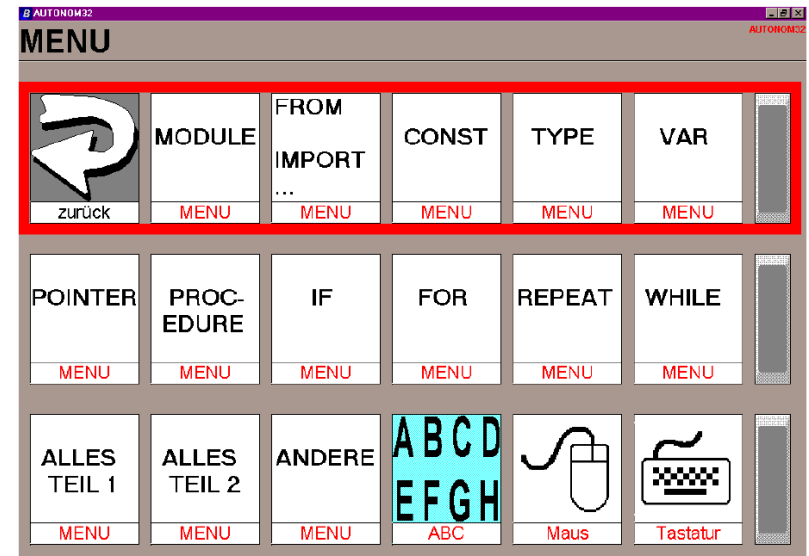 B AUTONOM32
MENU
AUTONOM32
zurück
MODULE
MENU
FROM
IMPORT
...
MENU
CONST
MENU
TYPE
MENU
VAR
MENU
POINTER
MENU
PROC-
EDURE
MENU
IF
MENU
FOR
MENU
REPEAT
MENU
WHILE
MENU
ALLES
TEIL 1
MENU
ALLES
TEIL 2
MENU
ANDERE
MENU
ABCD
EFGH
ABC
Maus
Tastatur